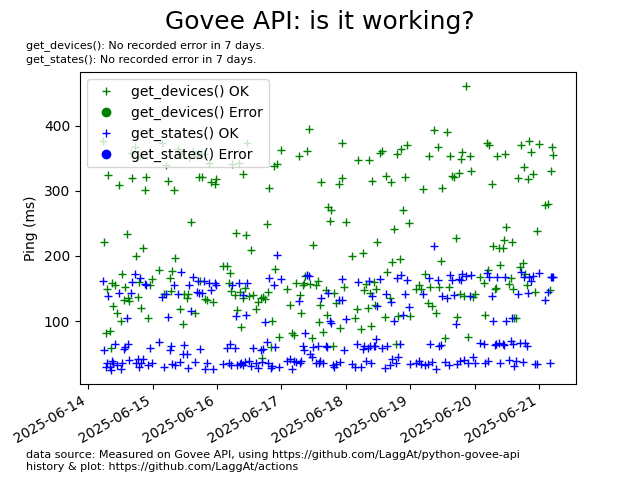 Govee API: is it working?
get_devices(): No recorded error in 7 days.
get_states(): No recorded error in 7 days.
get_devices() OK
get_devices() Error
get_states() OK
get_states() Error
Ping (ms)
400
300
200
100
2025-06-14
2025-06-15
2025-06-16
2025-06-17
2025-06-18
2025-06-19
2025-06-20
2025-06-21
data source: Measured on Govee API, using https://github.com/LaggAt/python-govee-api
history & plot: https://github.com/LaggAt/actions